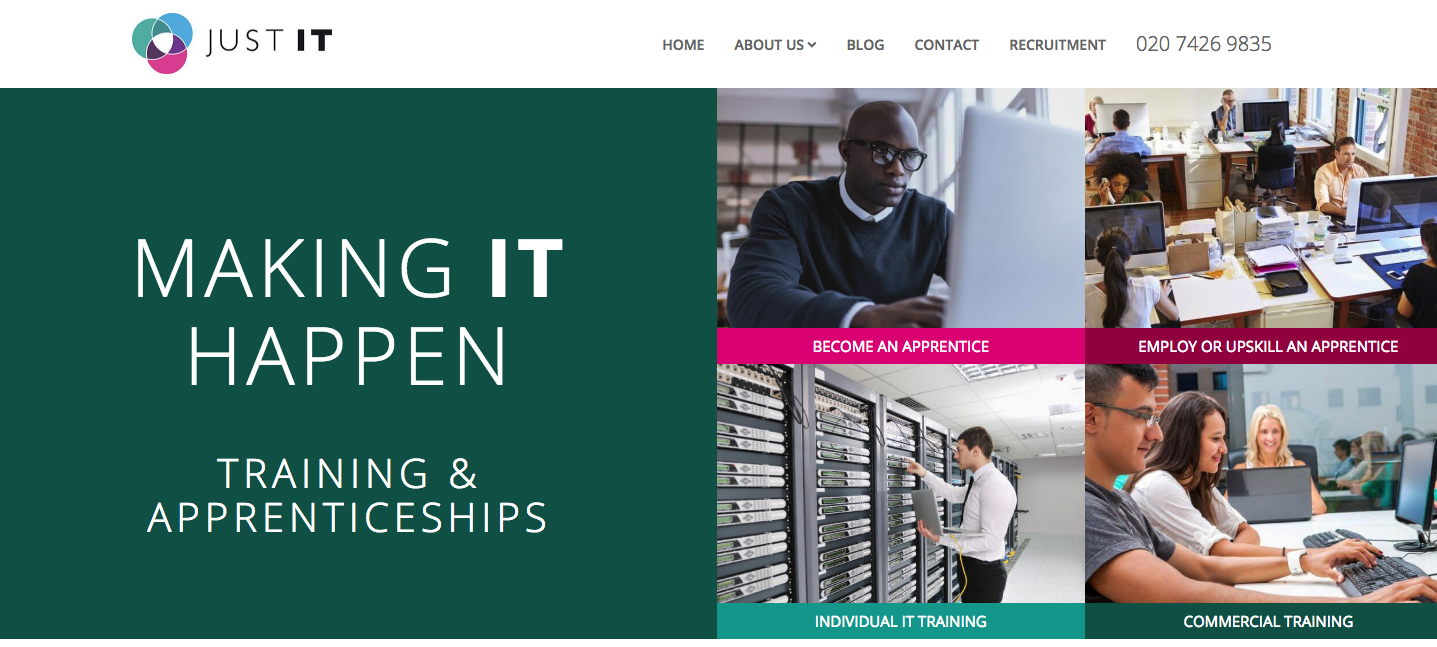 JUST IT
HOME
ABOUT US
BLOG
CONTACT
RECRUITMENT
020 7426 9835
MAKING IT
HAPPEN
TRAINING &
APPRENTICESHIPS
BECOME AN APPRENTICE
EMPLOY OR UPSKILL AN APPRENTICE
INDIVIDUAL IT TRAINING
COMMERCIAL TRAINING